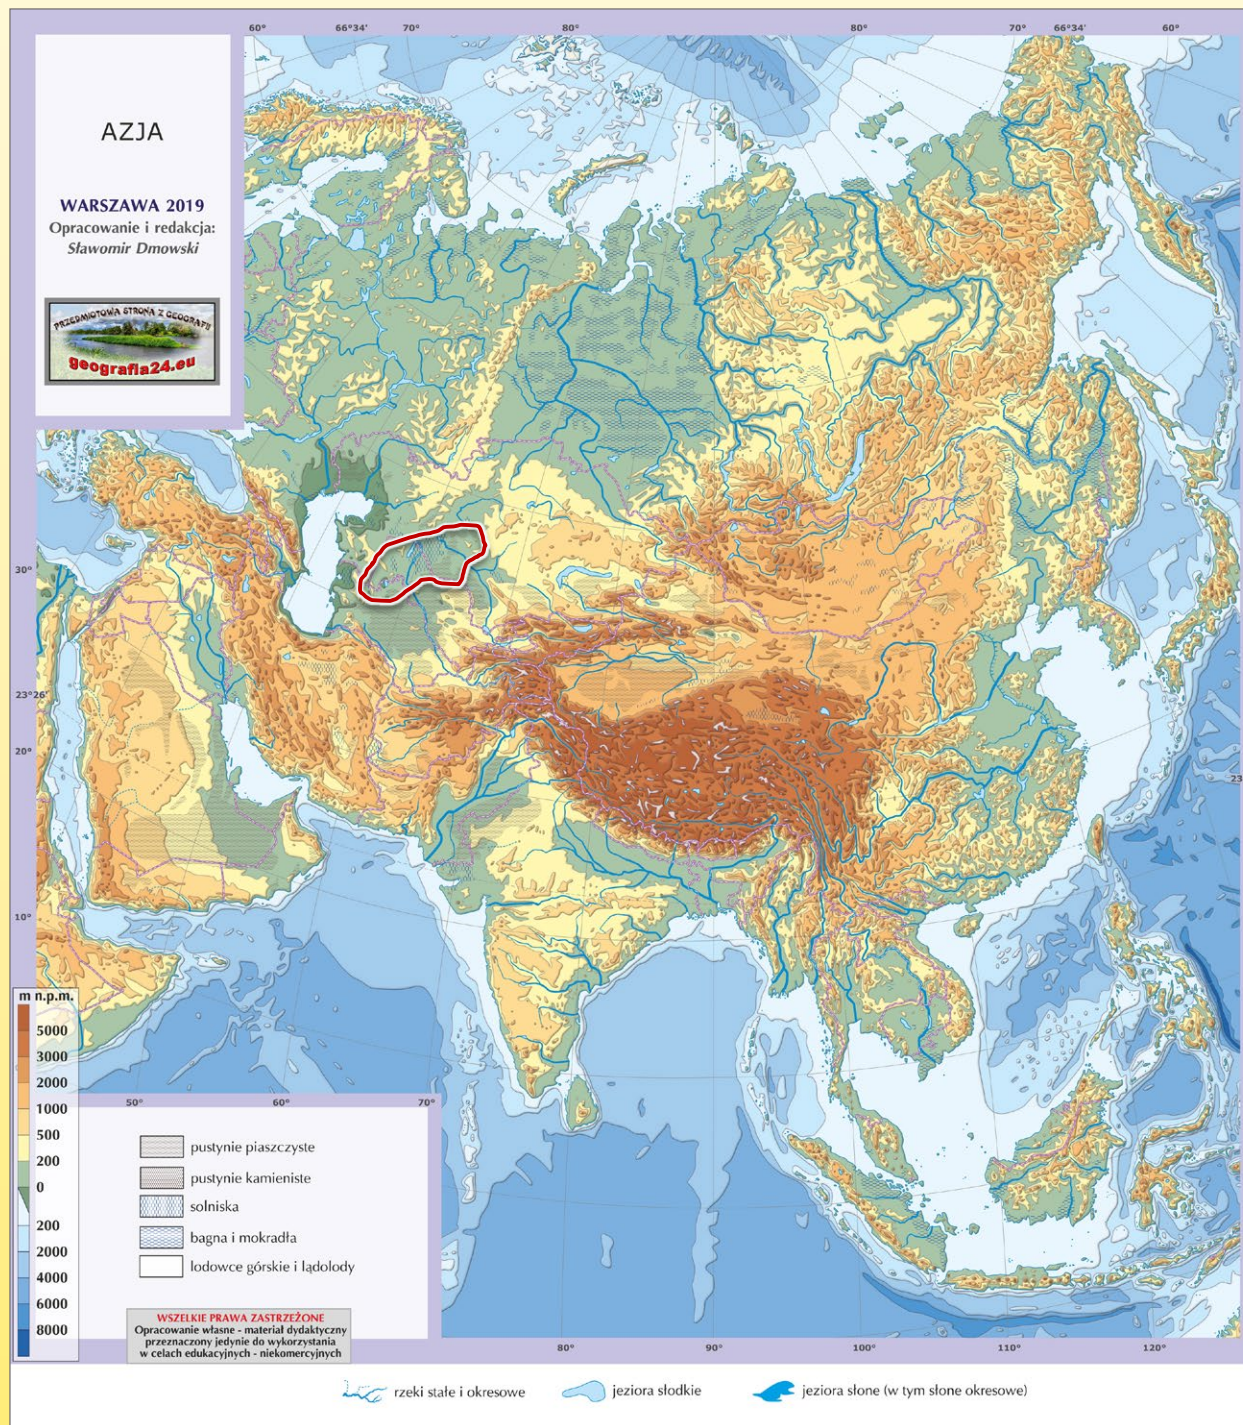 60° 66°34' 70° 80° 80° 70° 66°34' 60°
AZJA
WARSZAWA 2019
Opracowanie i redakcja:
Sławomir Dmowski
PRZEDMIOTOWA STRONA Z GEOGRAFII
geografia24.eu
30°
23°26'
20°
23
10°
m n.p.m.
5000
3000
2000
1000
500
200
0
200
2000
4000
6000
8000
50° 60° 70°
pustynie piaszczyste
pustynie kamieniste
solniska
bagna i mokradła
lodowce górskie i lądolody
WSZELKIE PRAWA ZASTRZEŻONE
Opracowanie własne - materiał dydaktyczny
przeznaczony jedynie do wykorzystania
w celach edukacyjnych - niekomercyjnych
80° 90° 100° 110° 120°
rzeki stałe i okresowe jeziora słodkie jeziora słone (w tym słone okresowe)